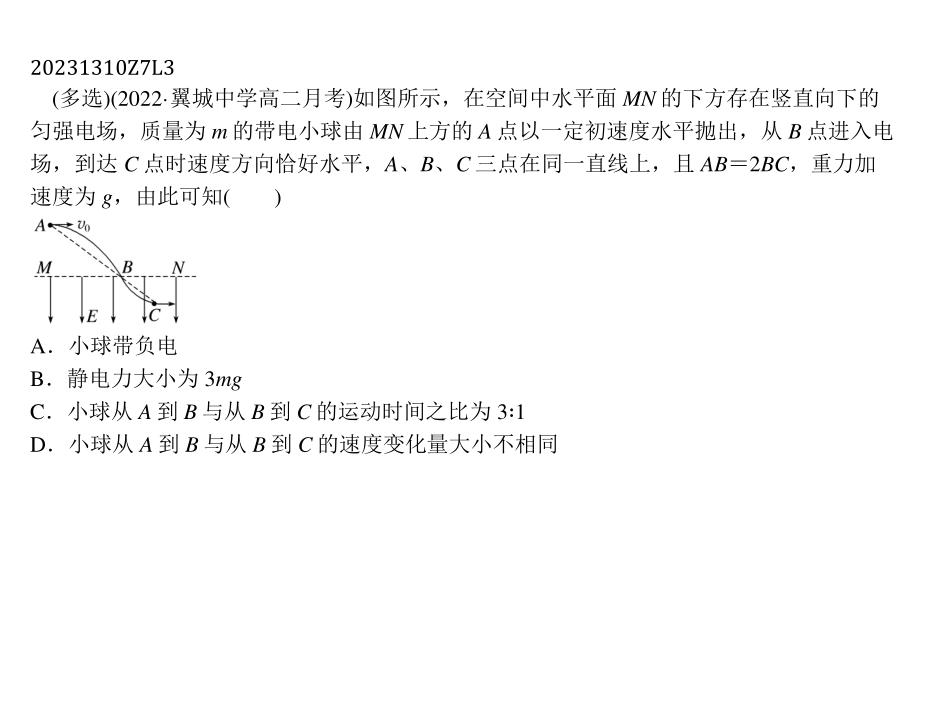 20231310Z7L3
(多选)(2022·翼城中学高二月考)如图所示，在空间中水平面 MN 的下方存在竖直向下的
匀强电场，质量为 m 的带电小球由 MN 上方的 A 点以一定初速度水平抛出，从 B 点进入电
场，到达 C 点时速度方向恰好水平，A、B、C 三点在同一直线上，且 AB＝2BC，重力加
速度为 g，由此可知(　　)
A v₀
M B N
E C
A．小球带负电
B．静电力大小为 3mg
C．小球从 A 到 B 与从 B 到 C 的运动时间之比为 3∶1
D．小球从 A 到 B 与从 B 到 C 的速度变化量大小不相同